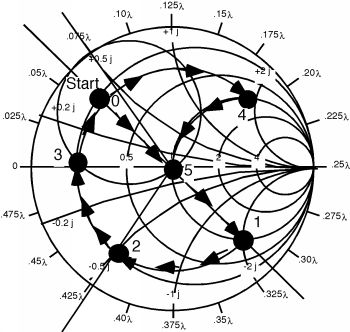 .125λ
.10λ
.15λ
+1 j
.075λ
.175λ
+0.5 j
.05λ
Start
+2 j
.20λ
0
+0.2 j
4
.025λ
.225λ
3
0
0.5
2
4
.25λ
5
.475λ
-0.2 j
1
.275λ
2
.45λ
-0.5 j
-2 j
.30λ
.425λ
-1 j
.325λ
.40λ
.35λ
.375λ